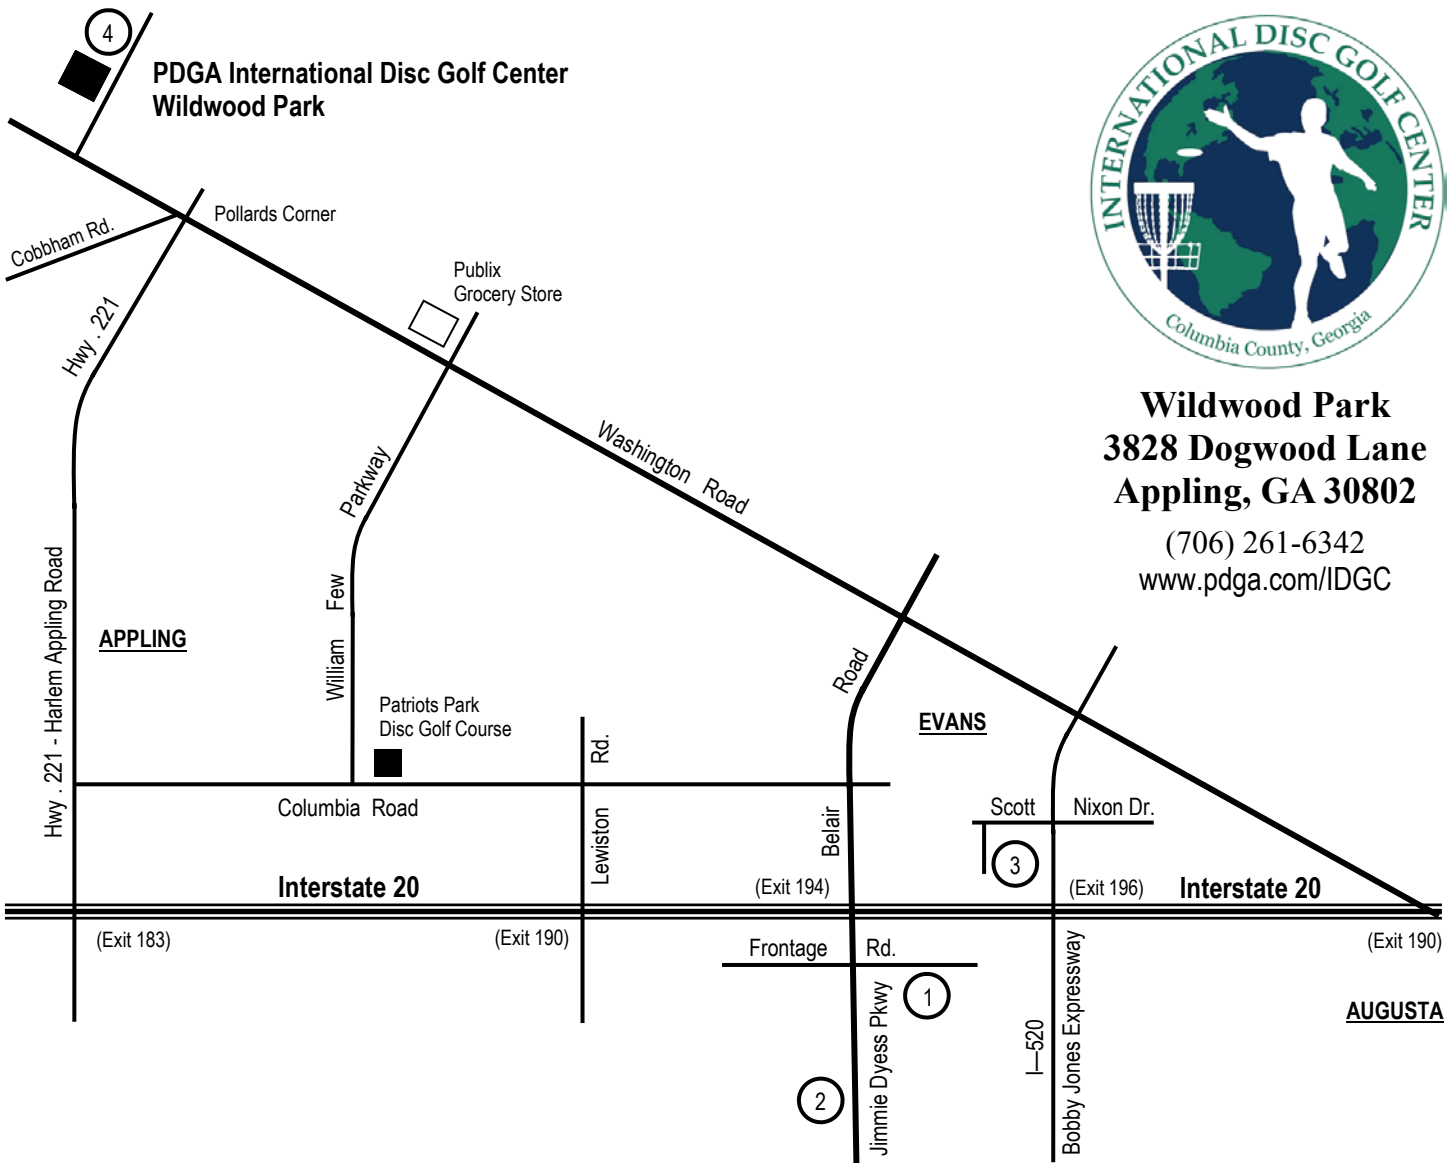 4
PDGA International Disc Golf Center
Wildwood Park
INTERNATIONAL DISC GOLF CENTER
Columbia County, Georgia
Wildwood Park
3828 Dogwood Lane
Appling, GA 30802
(706) 261-6342
www.pdga.com/IDGC
Pollards Corner
Cobbham Rd.
Publix
Grocery Store
Hwy . 221
Washington Road
Parkway
Few
William
Hwy . 221 - Harlem Appling Road
APPLING
Patriots Park
Disc Golf Course
Road
EVANS
Rd.
Lewiston
Columbia Road
Belair
Scott Nixon Dr.
3
Interstate 20
(Exit 194)
(Exit 196)
Interstate 20
(Exit 183)
(Exit 190)
(Exit 190)
Frontage Rd.
1
AUGUSTA
Jimmie Dyess Pkwy
2
I—520
Bobby Jones Expressway